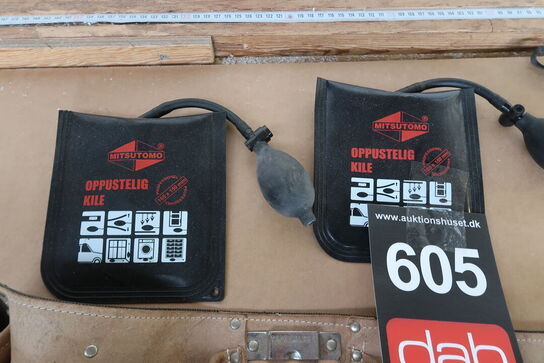 MITSUTOMO
OPPUSTELIG
KILE
MITSUTOMO
OPPUSTELIG
KILE
www.auktionshuset.dk
605
dab